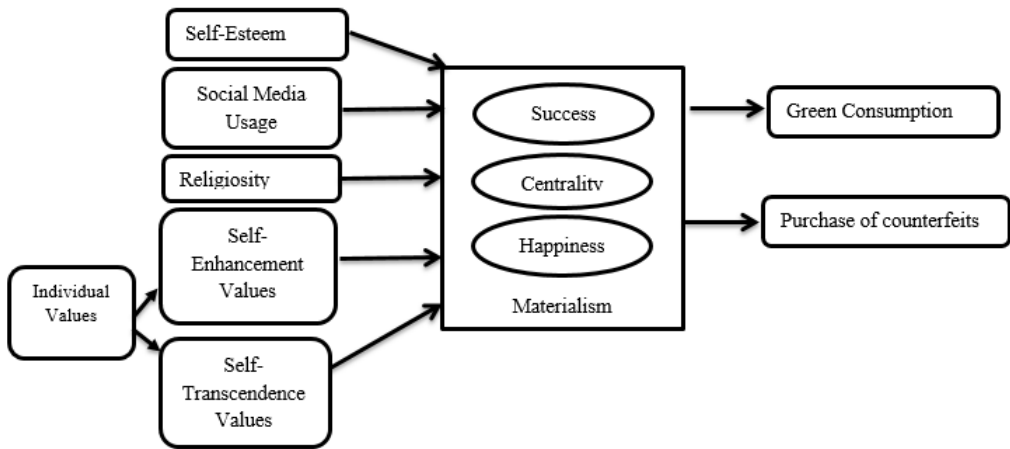 Self-Esteem
Social Media
Usage
Religiosity
Self-
Enhancement
Values
Individual
Values
Self-
Transcendence
Values
Success
Centrality
Happiness
Materialism
Green Consumption
Purchase of counterfeits